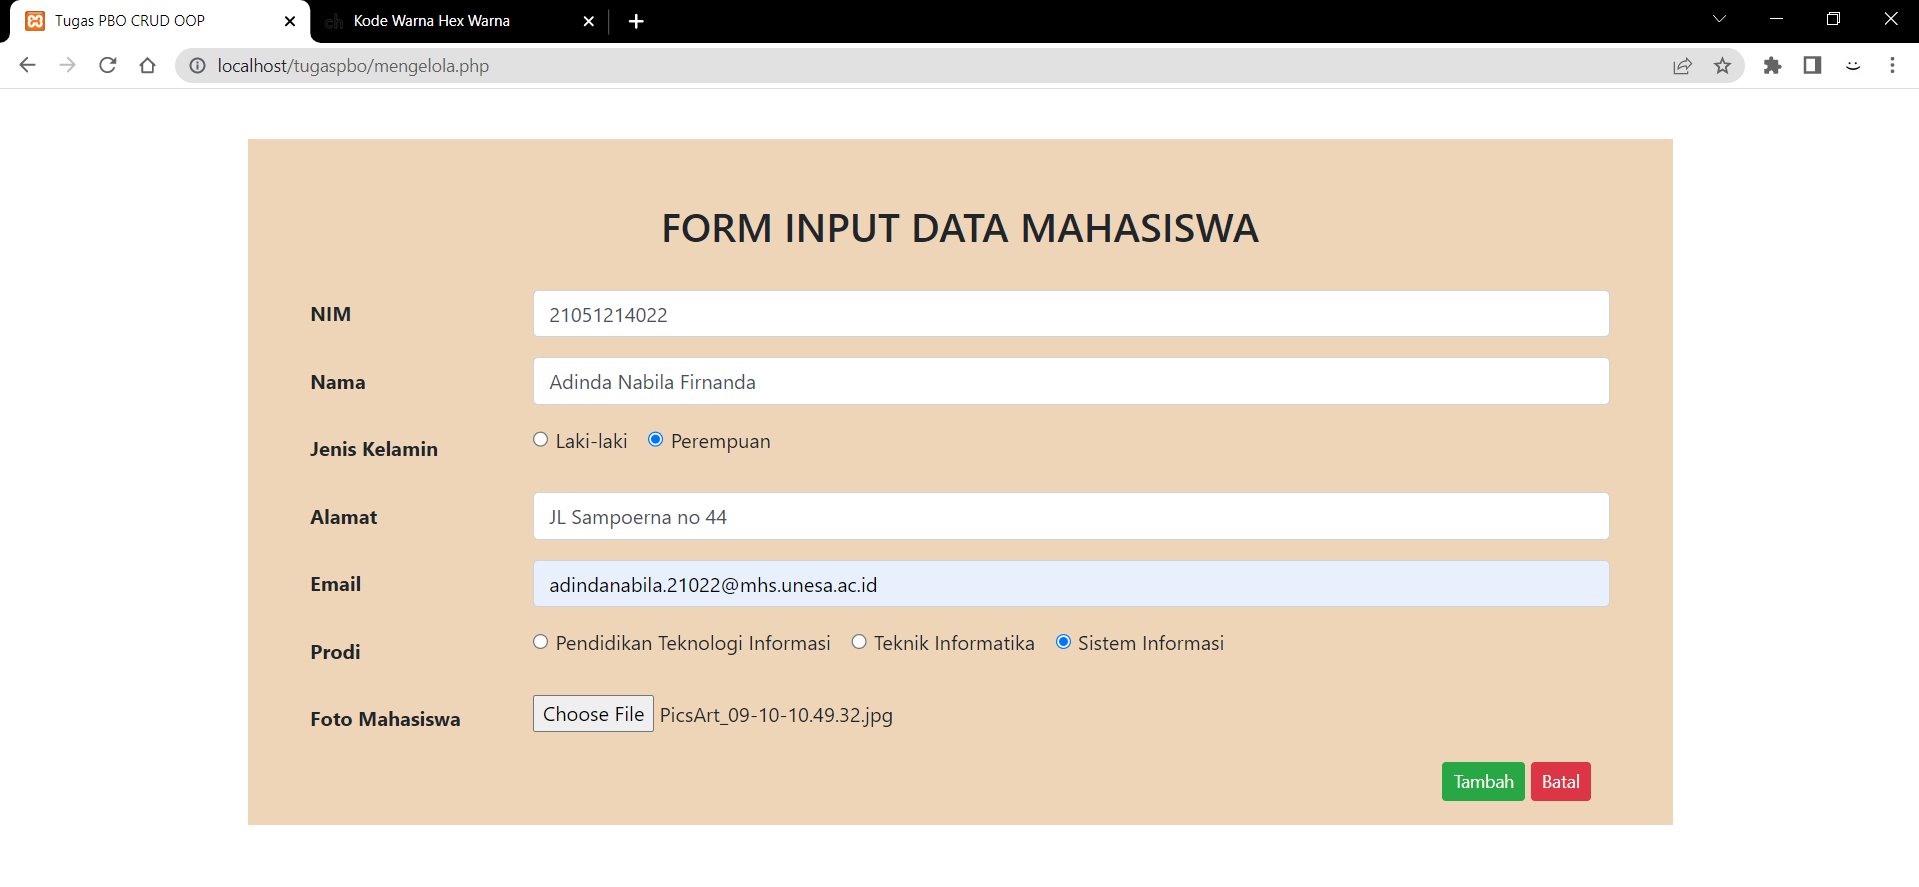 Tugas PBO CRUD OOP
ch Kode Warna Hex Warna
localhost/tugaspbo/mengelola.php
FORM INPUT DATA MAHASISWA
NIM 21051214022
Nama Adinda Nabila Firnanda
Jenis Kelamin Laki-laki Perempuan
Alamat JL Sampoerna no 44
Email adindanabila.21022@mhs.unesa.ac.id
Prodi Pendidikan Teknologi Informasi Teknik Informatika Sistem Informasi
Foto Mahasiswa Choose File PicsArt_09-10-10.49.32.jpg
Tambah Batal